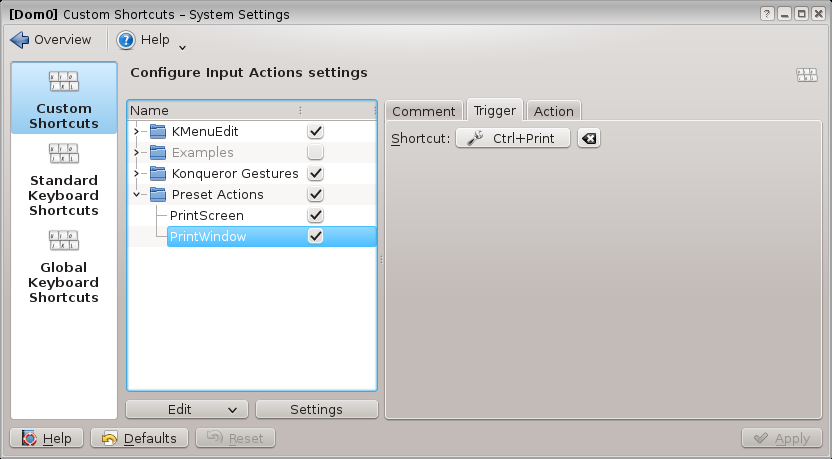 [Dom0] Custom Shortcuts – System Settings
Overview
Help
Custom
Shortcuts
Standard
Keyboard
Shortcuts
Global
Keyboard
Shortcuts
Configure Input Actions settings
Name
KMenuEdit
Examples
Konqueror Gestures
Preset Actions
PrintScreen
PrintWindow
Edit
Settings
Comment
Trigger
Action
Shortcut:
Ctrl+Print
Help
Defaults
Reset
Apply